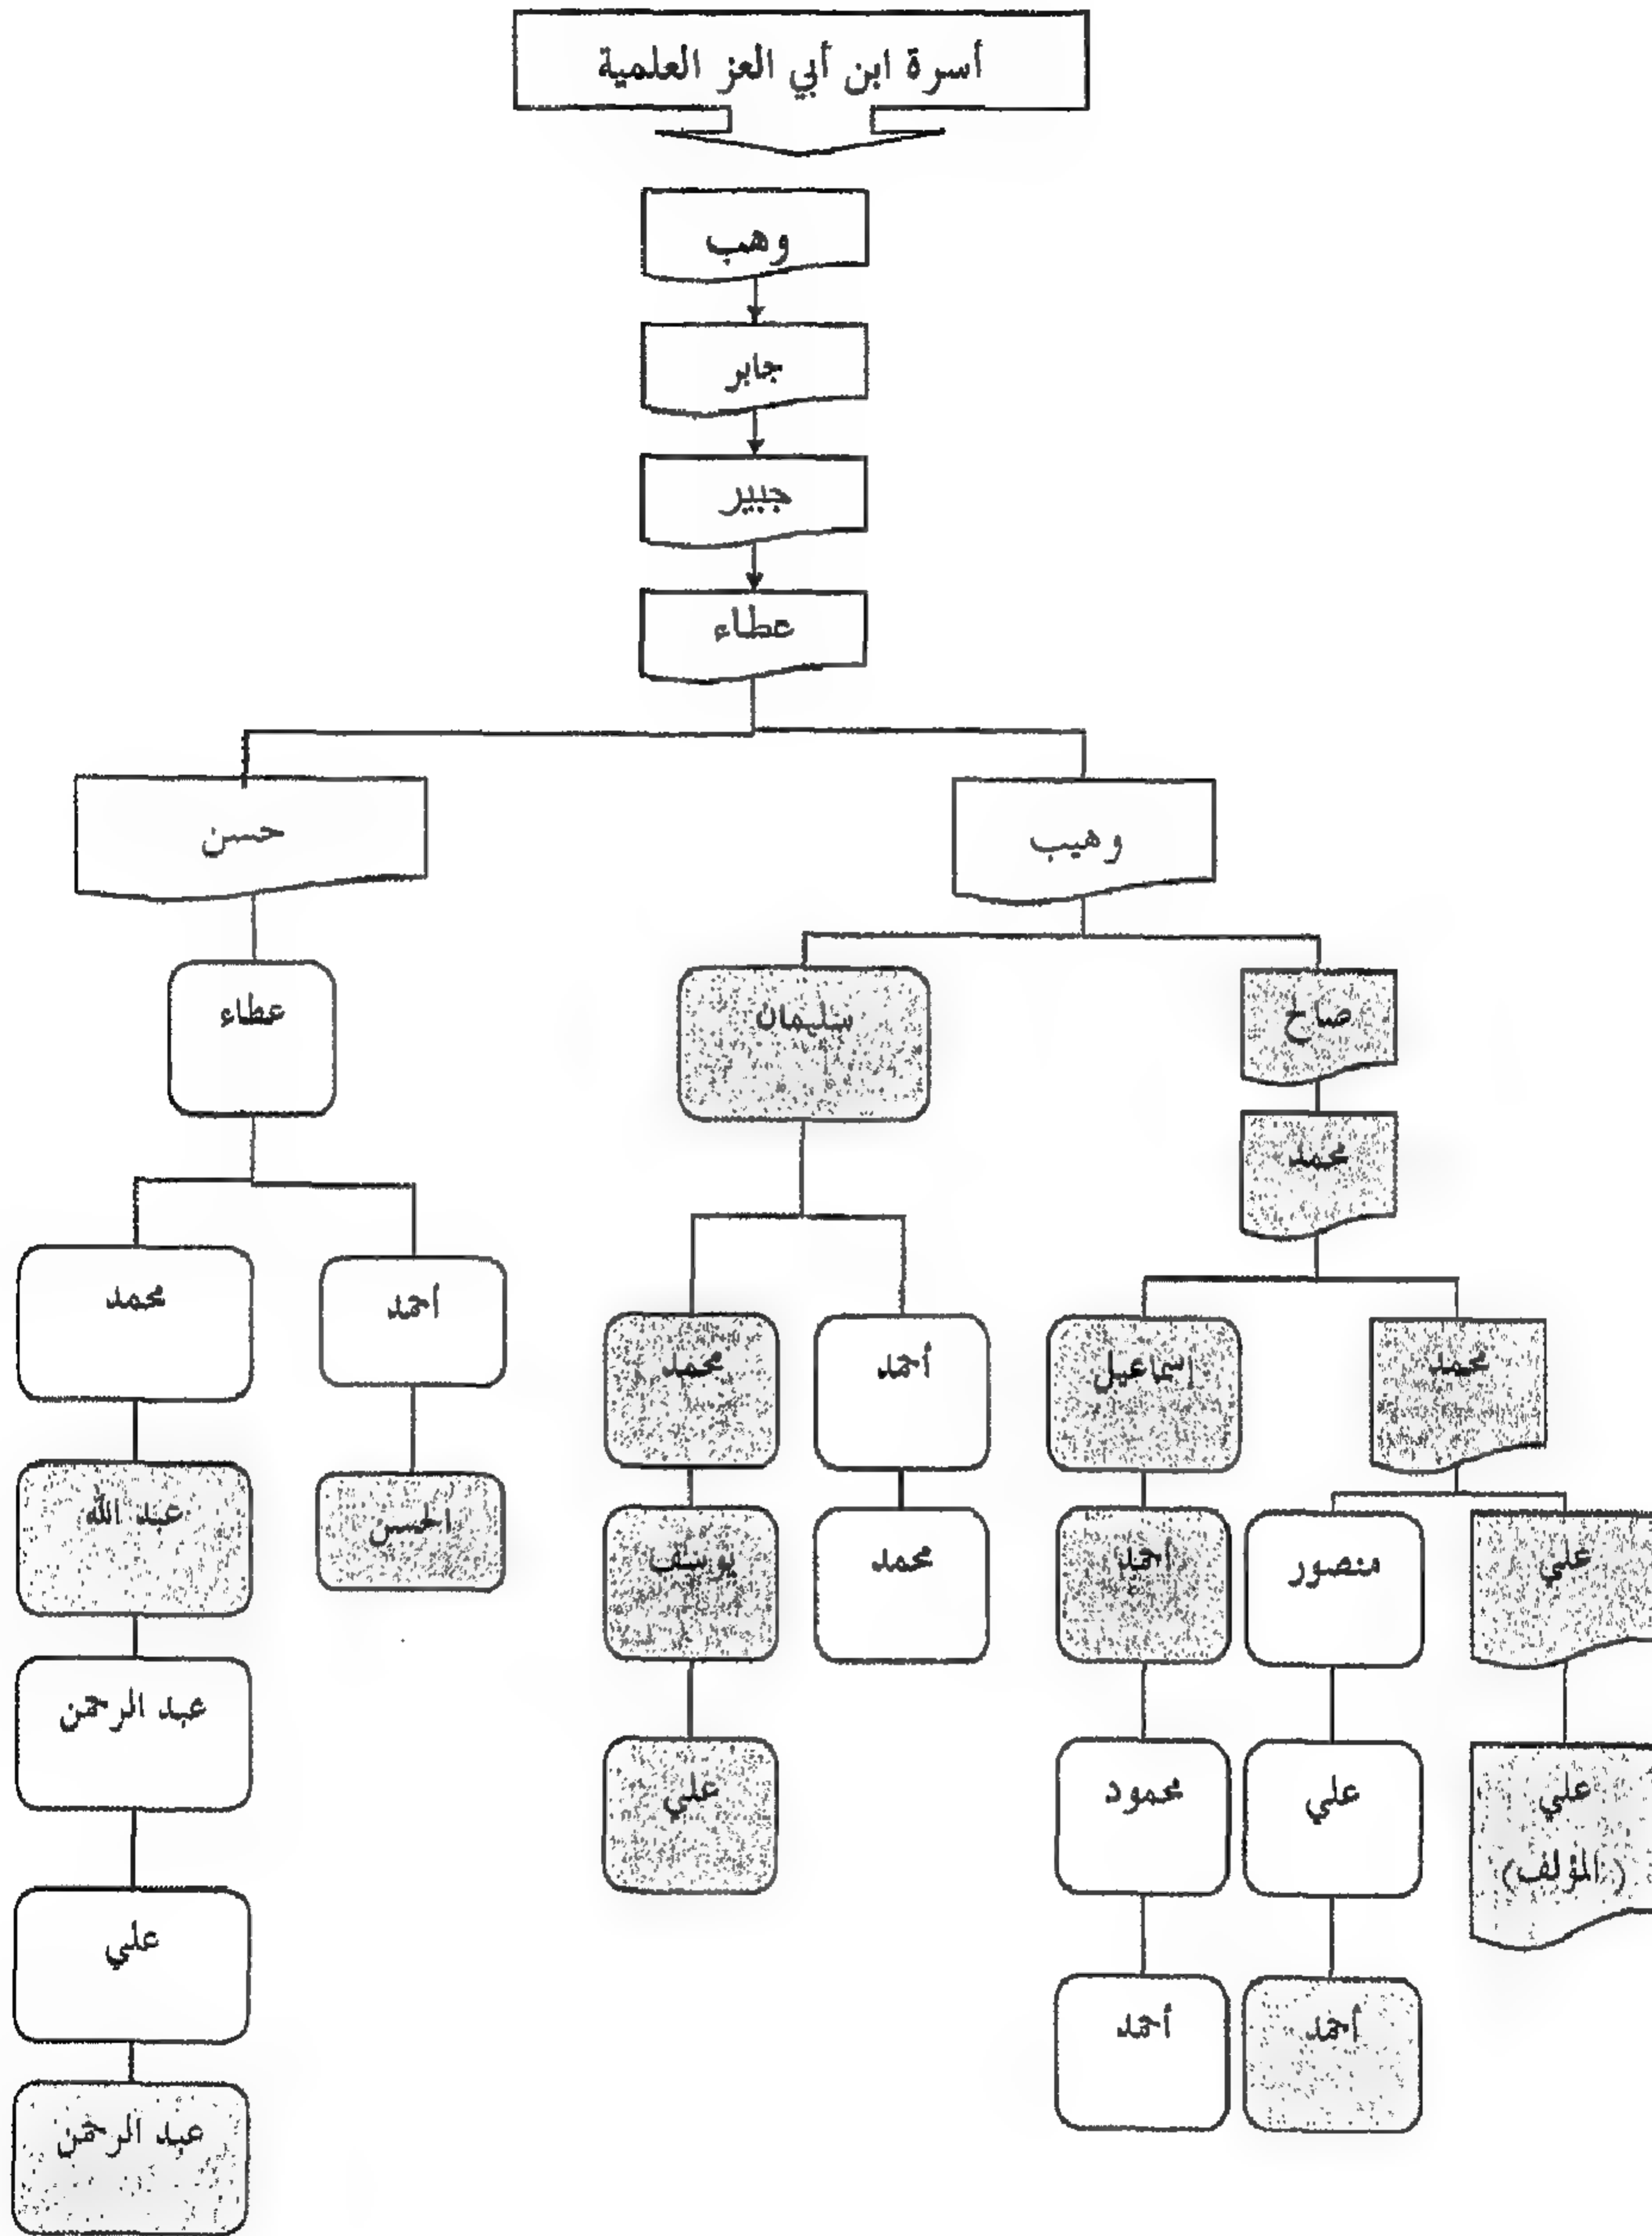 أسرة ابن أبي العز العلمية
وهب
جابر
جبير
عطاء
وهيب
حسن
صالح
سليمان
عطاء
محمد
محمد
إسماعيل
أحمد
محمد
أحمد
محمد
علي
منصور
أحمد
محمد
يوسف
الحسن
عبد الله
علي
(المؤلف)
علي
محمود
علي
عبد الرحمن
أحمد
أحمد
علي
عبد الرحمن